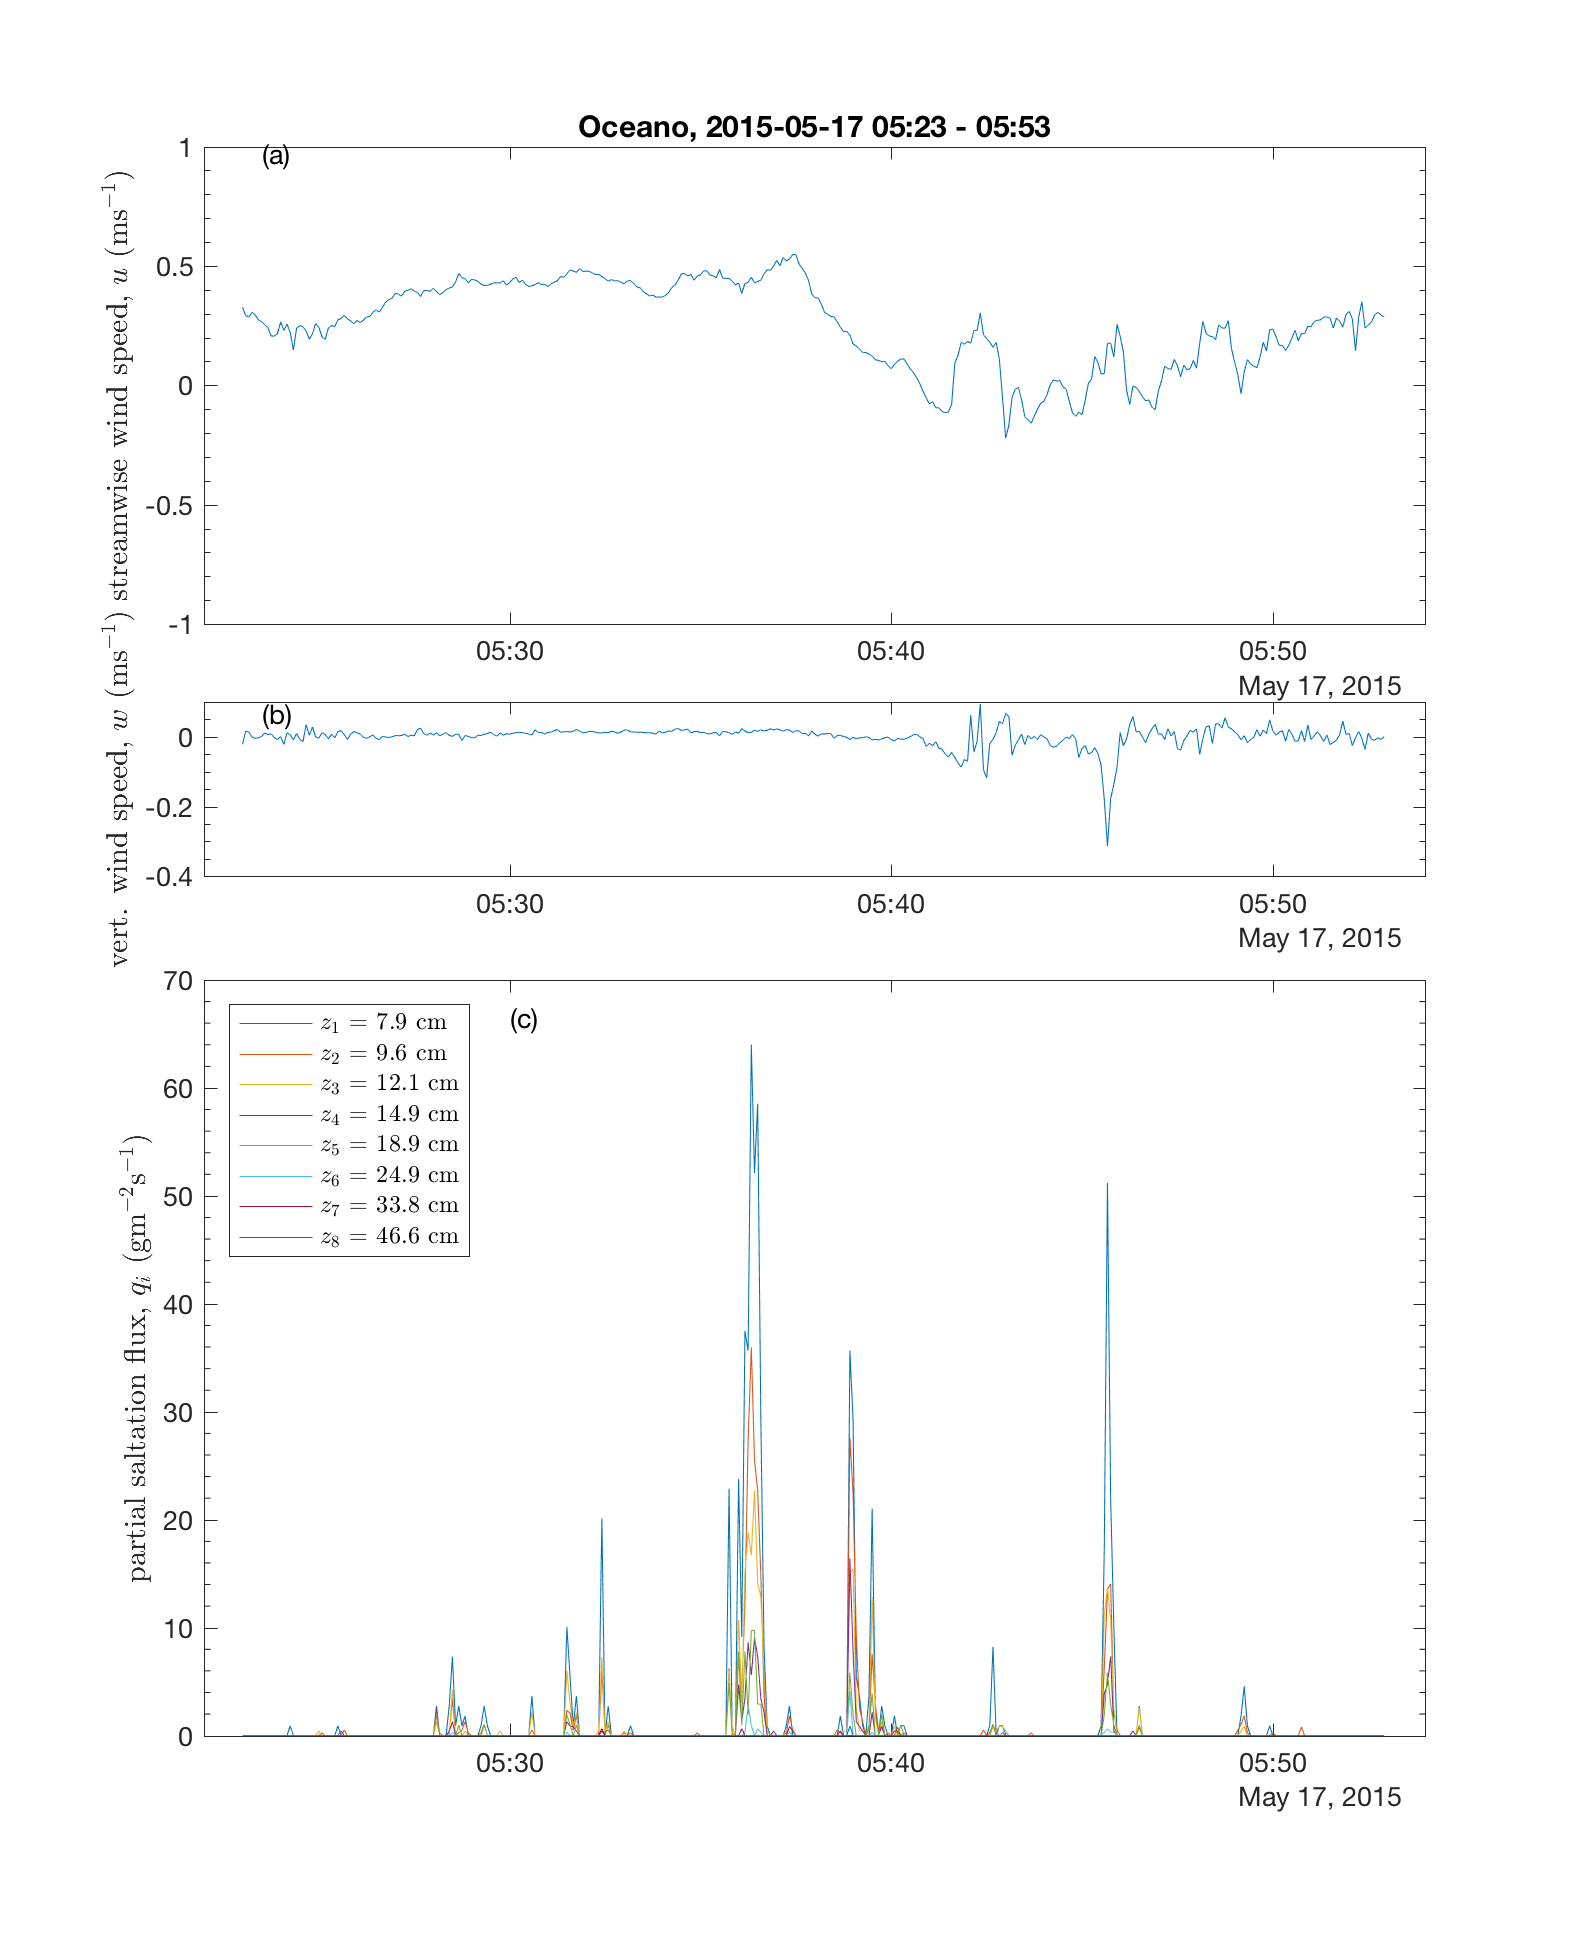 Oceano, 2015-05-17 05:23 - 05:53
(a)
streamwise wind speed, u (ms⁻¹)
1
0.5
0
-0.5
-1
05:30 05:40 05:50
May 17, 2015
(b)
vert. wind speed, w (ms⁻¹)
0
-0.2
-0.4
05:30 05:40 05:50
May 17, 2015
(c)
partial saltation flux, qᵢ (gm⁻²s⁻¹)
70
60
50
40
30
20
10
0
z₁ = 7.9 cm
z₂ = 9.6 cm
z₃ = 12.1 cm
z₄ = 14.9 cm
z₅ = 18.9 cm
z₆ = 24.9 cm
z₇ = 33.8 cm
z₈ = 46.6 cm
05:30 05:40 05:50
May 17, 2015